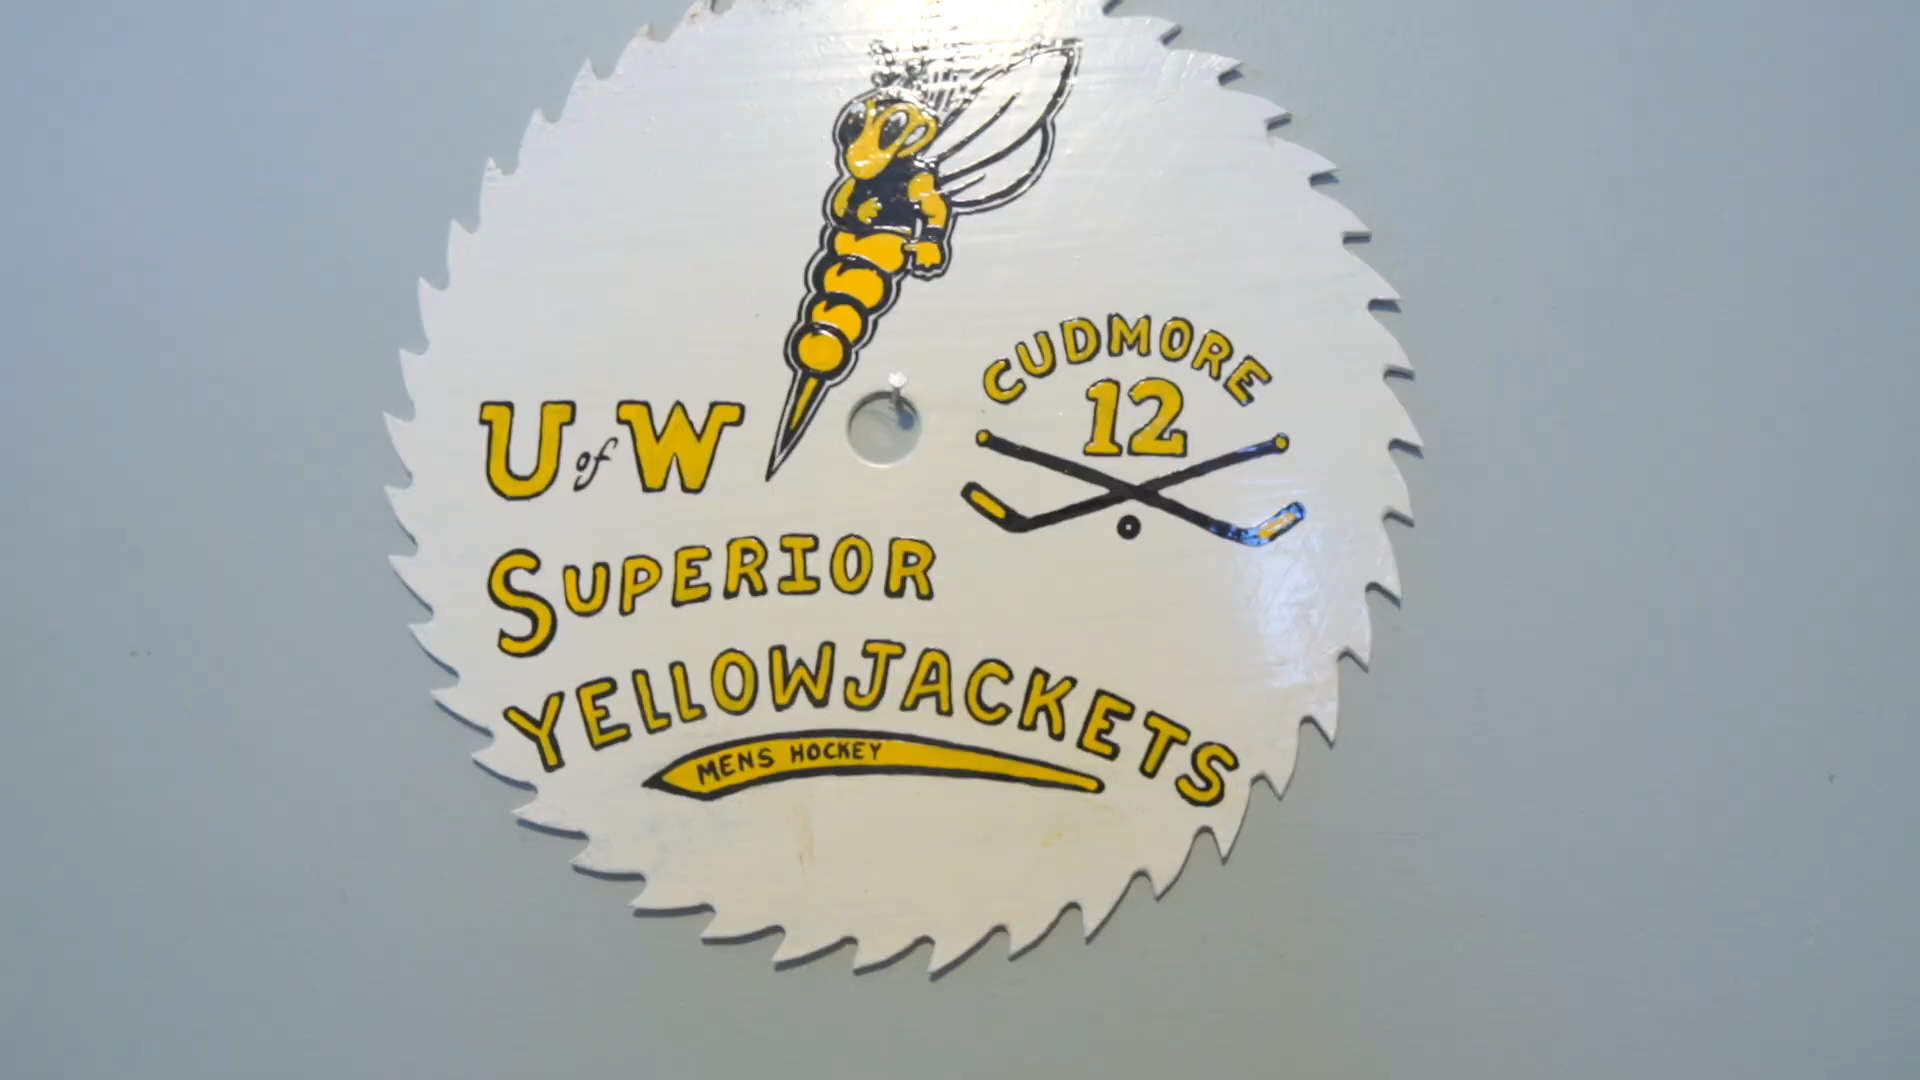 CUDMORE
12
U of W
SUPERIOR
YELLOWJACKETS
MENS HOCKEY